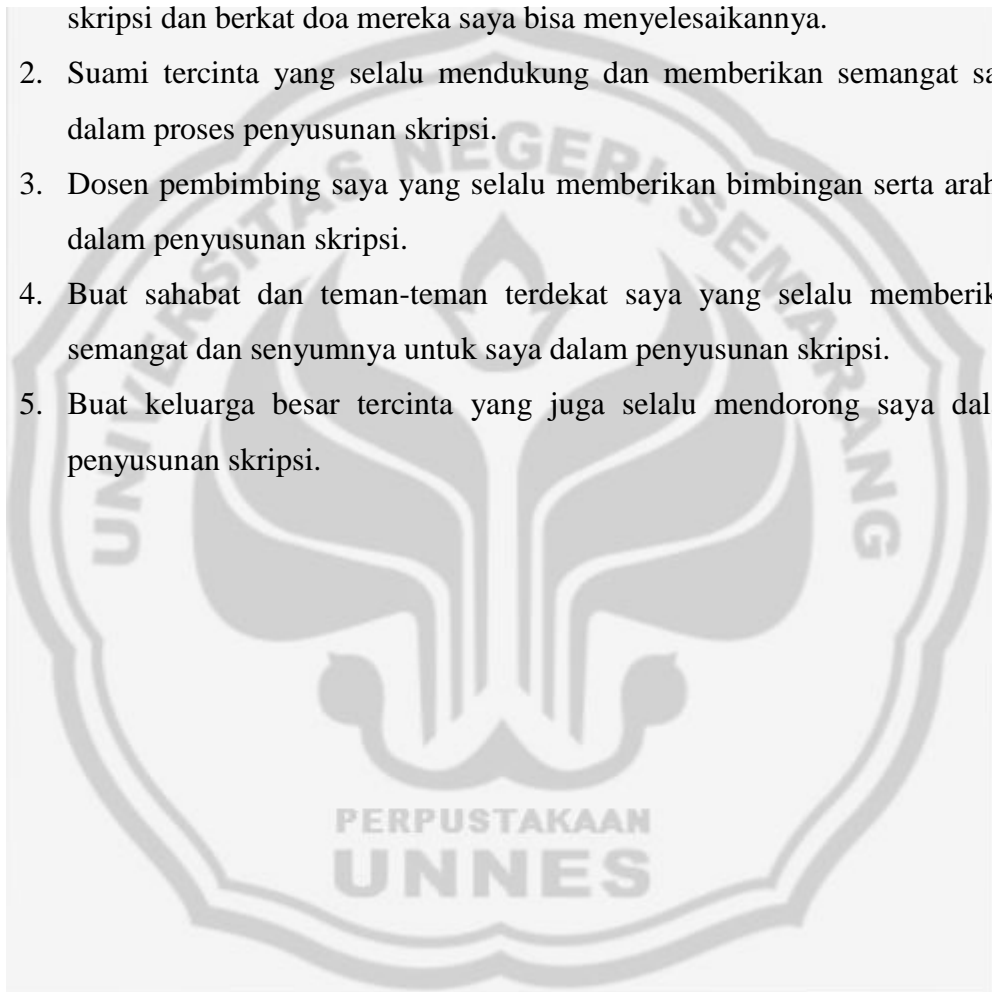 skripsi dan berkat doa mereka saya bisa menyelesaikannya.
2. Suami tercinta yang selalu mendukung dan memberikan semangat sa
dalam proses penyusunan skripsi.
3. Dosen pembimbing saya yang selalu memberikan bimbingan serta arah
dalam penyusunan skripsi.
4. Buat sahabat dan teman-teman terdekat saya yang selalu memberik
semangat dan senyumnya untuk saya dalam penyusunan skripsi.
5. Buat keluarga besar tercinta yang juga selalu mendorong saya dal
penyusunan skripsi.
UNIVERSITAS NEGERI SEMARANG
PERPUSTAKAAN
UNNES